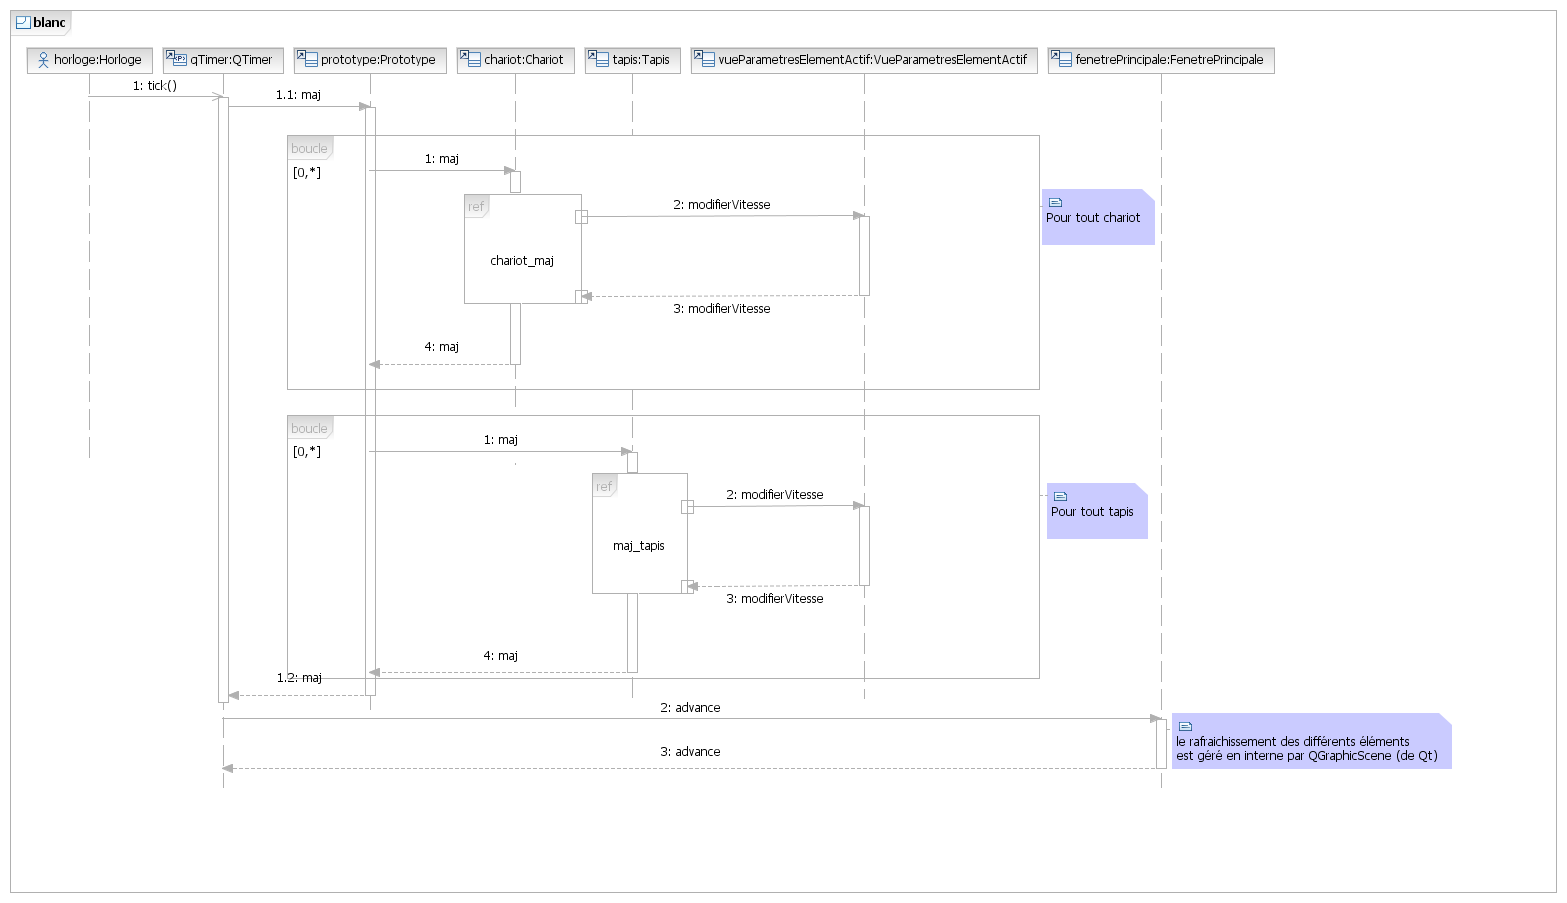 blanc
horloge:Horloge
qTimer:QTimer
prototype:Prototype
chariot:Chariot
tapis:Tapis
vueParametresElementActif:VueParametresElementActif
fenetrePrincipale:FenetrePrincipale
1: tick()
1.1: maj
boucle
[0,*]
1: maj
ref
2: modifierVitesse
Pour tout chariot
chariot_maj
3: modifierVitesse
4: maj
boucle
[0,*]
1: maj
ref
2: modifierVitesse
Pour tout tapis
maj_tapis
3: modifierVitesse
4: maj
1.2: maj
2: advance
le rafraichissement des différents éléments
est géré en interne par QGraphicScene (de Qt)
3: advance